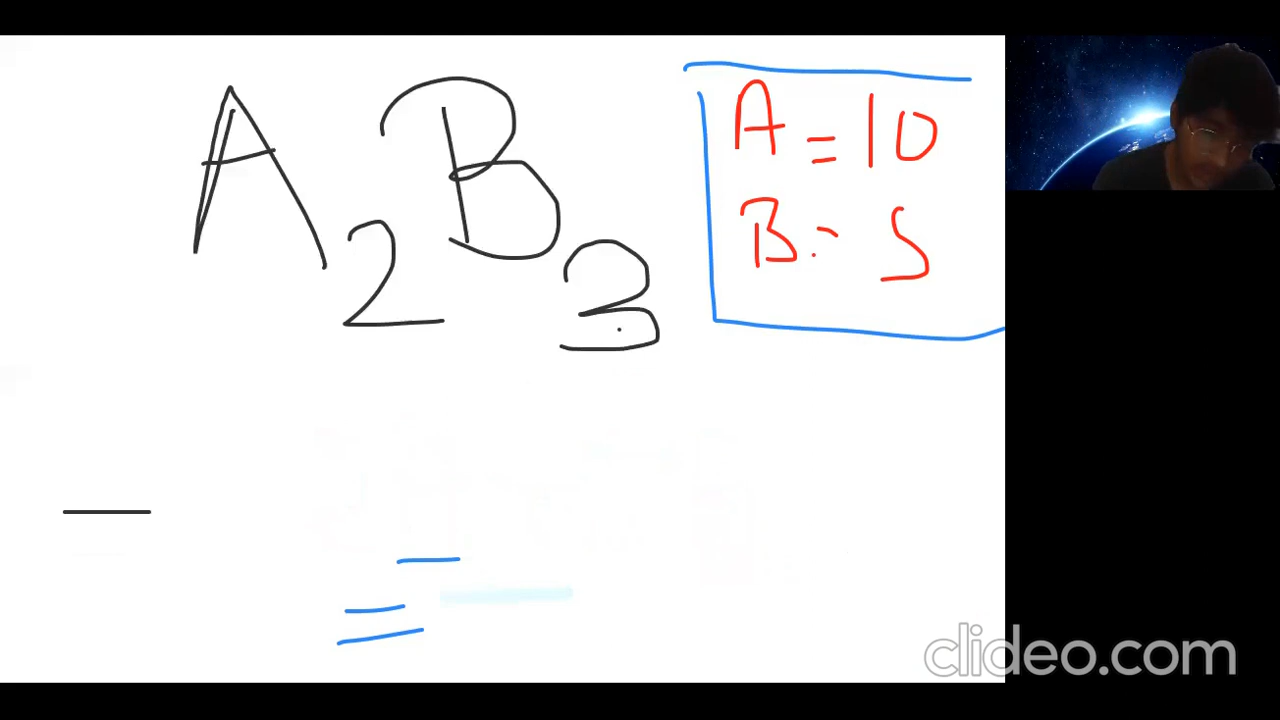 A₂B₃
A = 10
B = 5
clideo.com